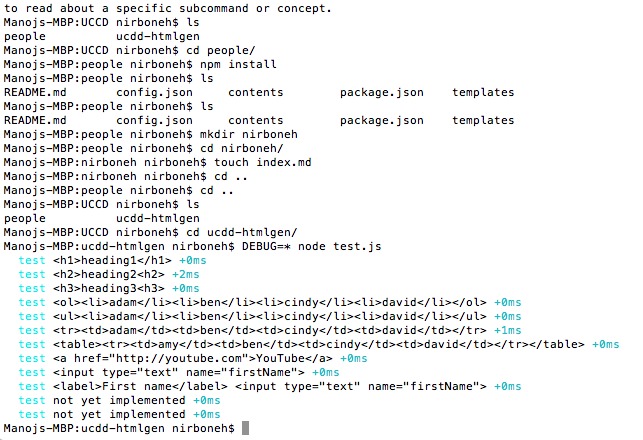 to read about a specific subcommand or concept.
Manojs-MBP:UCCD nirboneh$ ls
people          ucdd-htmlgen
Manojs-MBP:UCCD nirboneh$ cd people/
Manojs-MBP:people nirboneh$ npm install
Manojs-MBP:people nirboneh$ ls
README.md       config.json     contents        package.json    templates
Manojs-MBP:people nirboneh$ ls
README.md       config.json     contents        package.json    templates
Manojs-MBP:people nirboneh$ mkdir nirboneh
Manojs-MBP:people nirboneh$ cd nirboneh/
Manojs-MBP:nirboneh nirboneh$ touch index.md
Manojs-MBP:nirboneh nirboneh$ cd ..
Manojs-MBP:people nirboneh$ cd ..
Manojs-MBP:UCCD nirboneh$ ls
people          ucdd-htmlgen
Manojs-MBP:UCCD nirboneh$ cd ucdd-htmlgen/
Manojs-MBP:ucdd-htmlgen nirboneh$ DEBUG=* node test.js
  test <h1>heading1</h1> +0ms
  test <h2>heading2<h2> +2ms
  test <h3>heading3<h3> +0ms
  test <ol><li>adam</li><li>ben</li><li>cindy</li><li>david</li></ol> +0ms
  test <ul><li>adam</li><li>ben</li><li>cindy</li><li>david</li></ul> +0ms
  test <tr><td>adam</td><td>ben</td><td>cindy</td><td>david</td></tr> +1ms
  test <table><tr><td>amy</td><td>ben</td><td>cindy</td><td>david</td></tr></table> +0ms
  test <a href="http://youtube.com">YouTube</a> +0ms
  test <input type="text" name="firstName"> +0ms
  test <label>First name</label> <input type="text" name="firstName"> +0ms
  test not yet implemented +0ms
  test not yet implemented +0ms
Manojs-MBP:ucdd-htmlgen nirboneh$